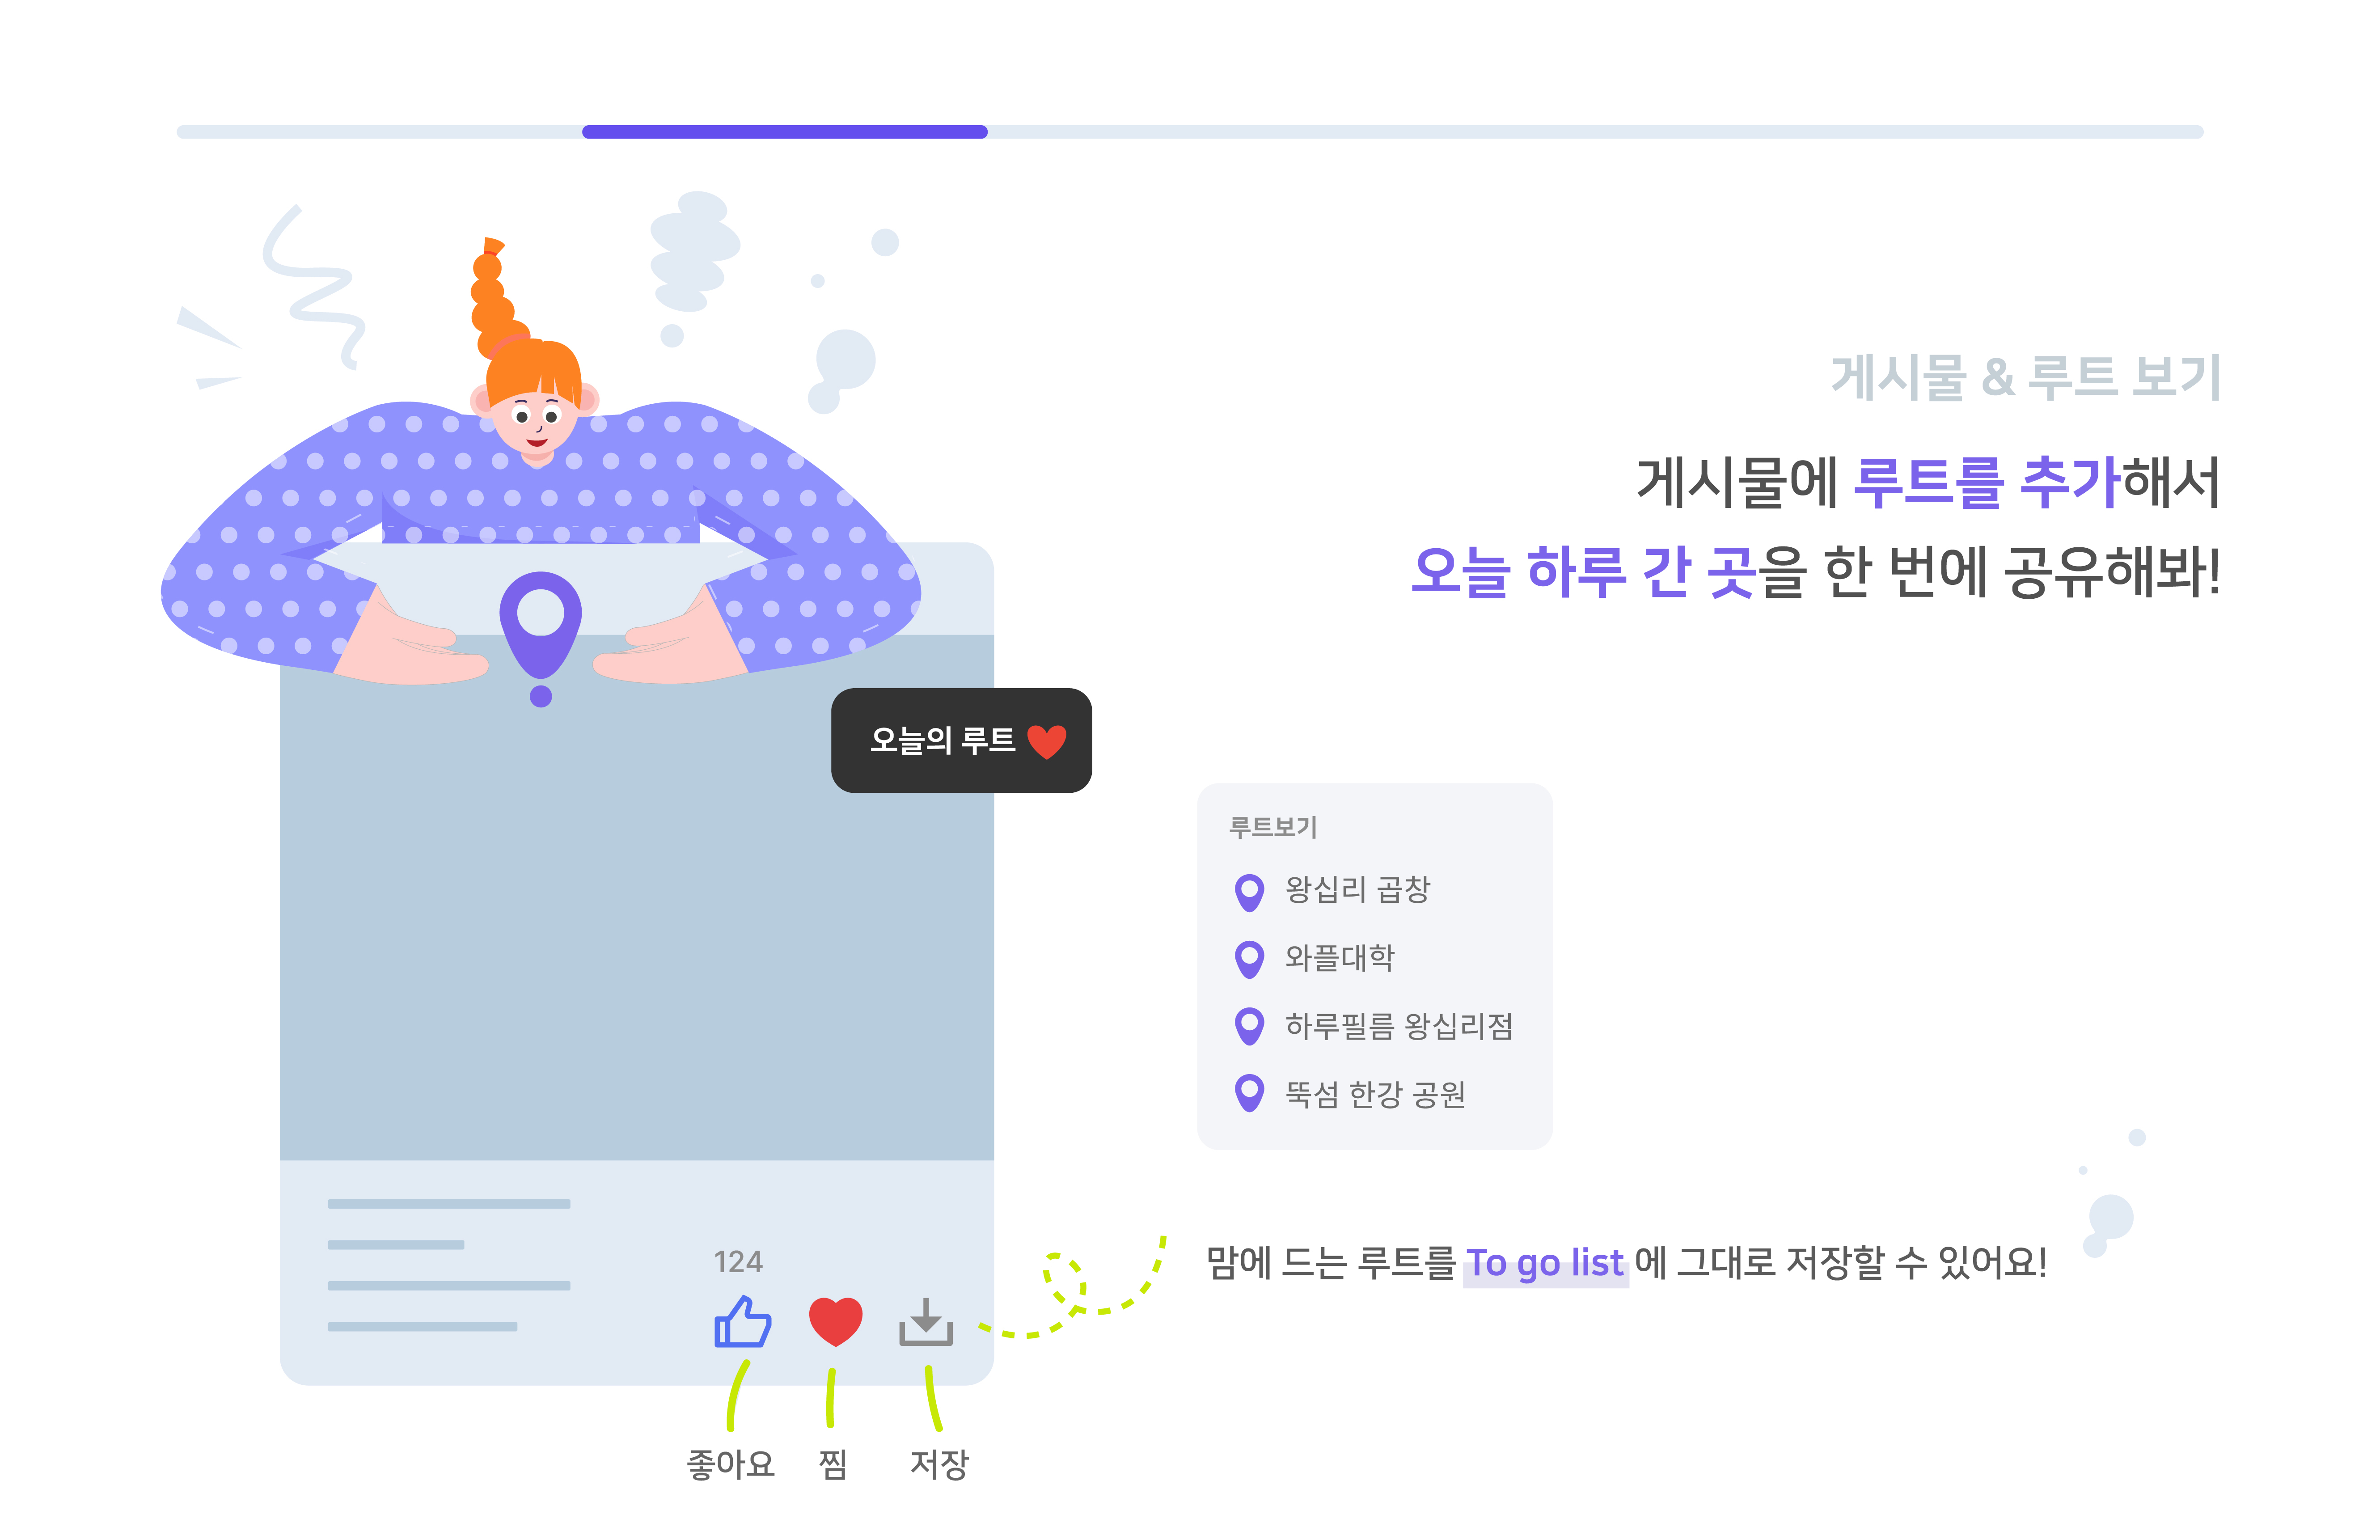 게시물 & 루트 보기
게시물에 루트를 추가해서
오늘 하루 간 곳을 한 번에 공유해봐!
오늘의 루트
루트보기
왕십리 곱창
와플대학
하루필름 왕십리점
뚝섬 한강 공원
124
맘에 드는 루트를 To go list 에 그대로 저장할 수 있어요!
좋아요 찜 저장